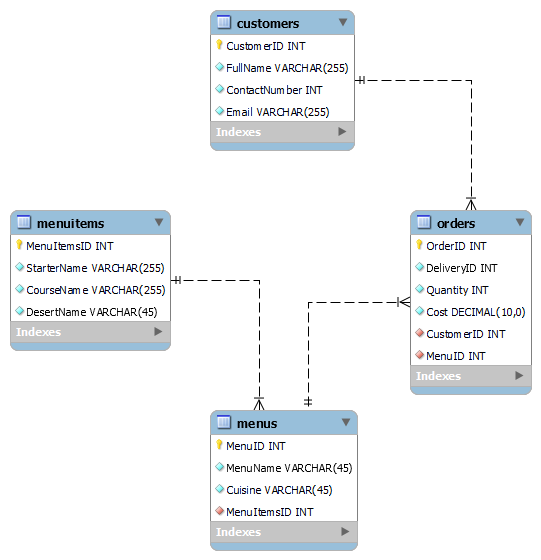 customers
CustomerID INT
FullName VARCHAR(255)
ContactNumber INT
Email VARCHAR(255)
Indexes
menuitems
MenuItemsID INT
StarterName VARCHAR(255)
CourseName VARCHAR(255)
DesertName VARCHAR(45)
Indexes
orders
OrderID INT
DeliveryID INT
Quantity INT
Cost DECIMAL(10,0)
CustomerID INT
MenuID INT
Indexes
menus
MenuID INT
MenuName VARCHAR(45)
Cuisine VARCHAR(45)
MenuItemsID INT
Indexes